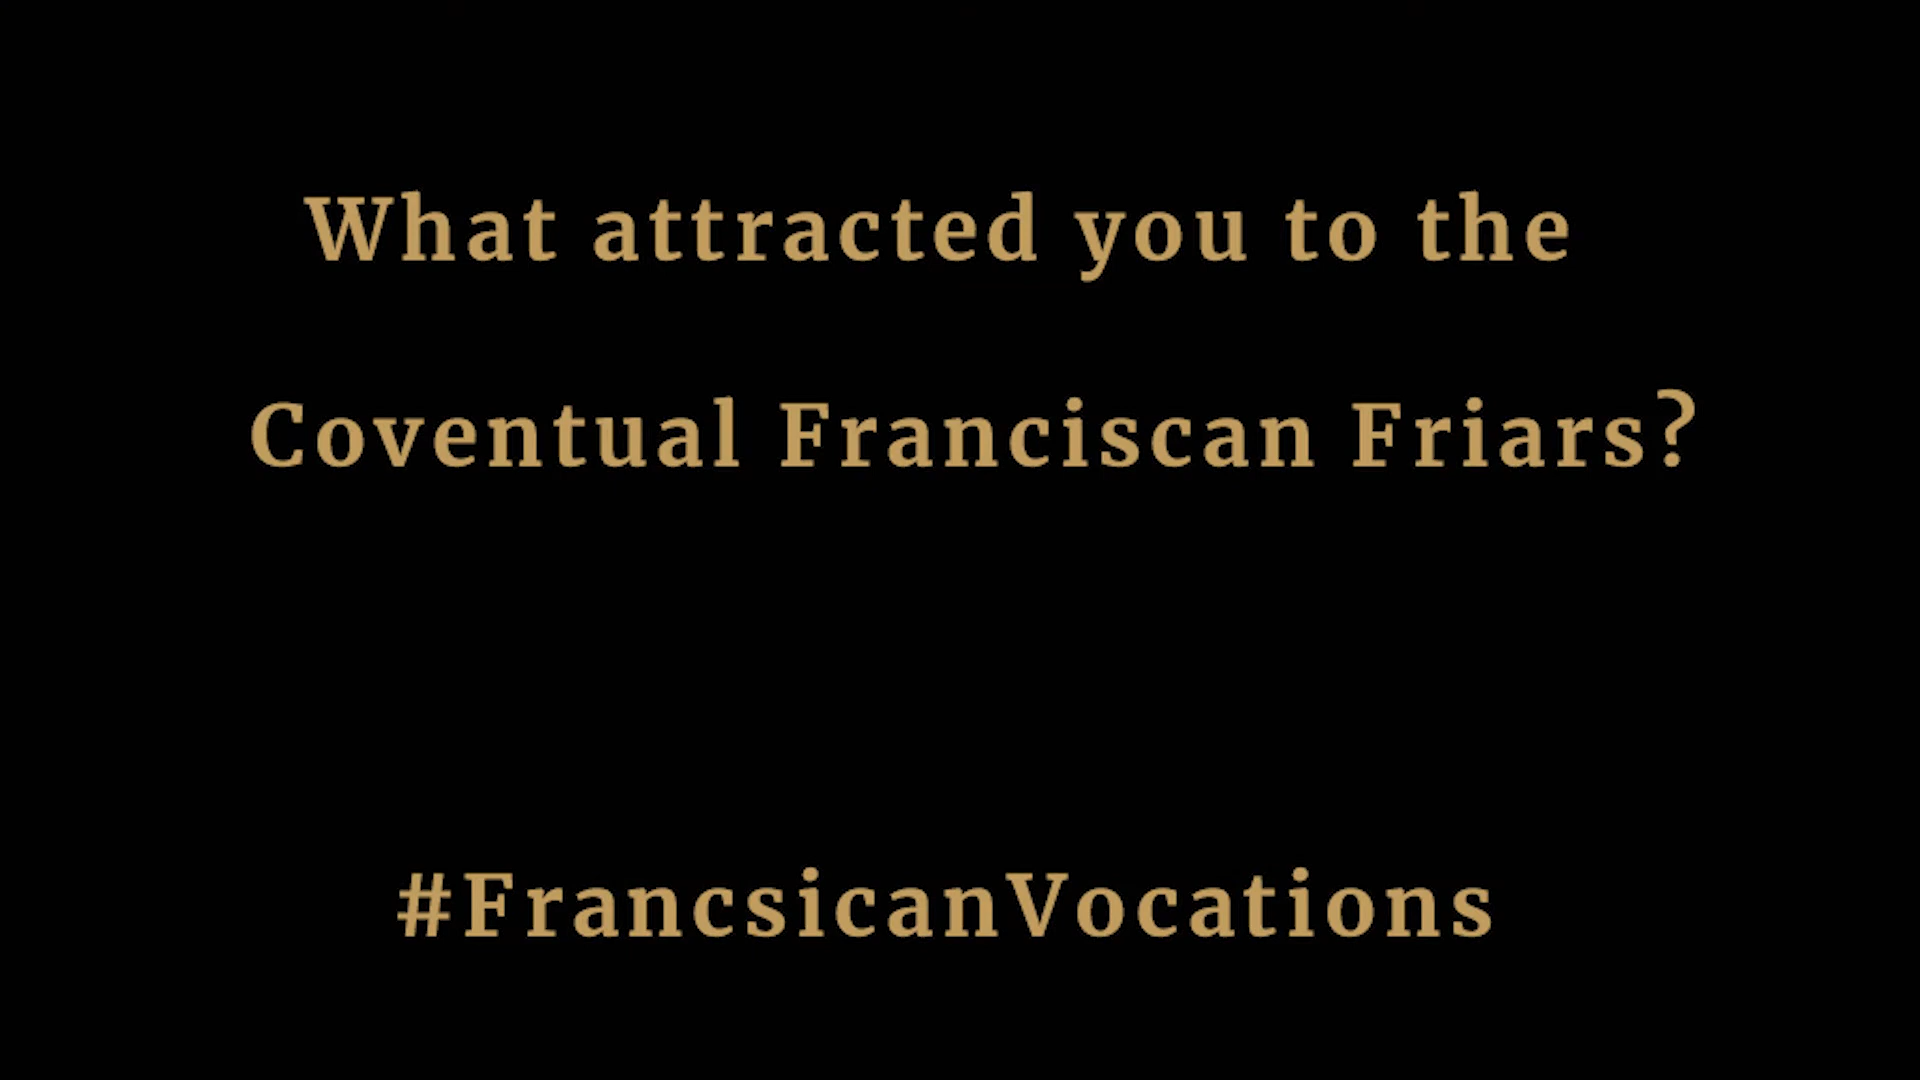 What attracted you to the
Coventual Franciscan Friars?
#FrancsicanVocations